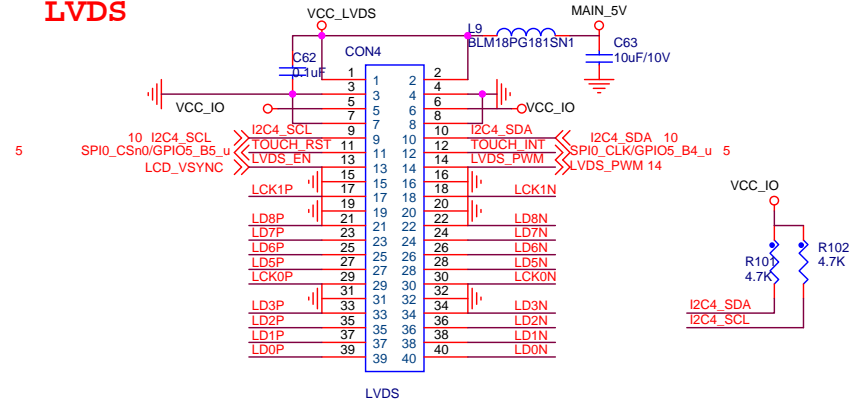 LVDS
VCC_LVDS
MAIN_5V
L9
BLM18PG181SN1
C63
10uF/10V
C62
0.1uF
CON4
1 1 2 2
3 3 4 4
VCC_IO 5 5 6 6 VCC_IO
7 7 8 8
10 I2C4_SCL I2C4_SCL 9 9 10 10 I2C4_SDA I2C4_SDA 10
5 SPI0_CSn0/GPIO5_B5_u TOUCH_RST 11 11 12 12 TOUCH_INT SPI0_CLK/GPIO5_B4_u 5
LCD_VSYNC LVDS_EN 13 13 14 14 LVDS_PWM LVDS_PWM 14
15 15 16 16
LCK1P 17 17 18 18 LCK1N
19 19 20 20
LD8P 21 21 22 22 LD8N
LD7P 23 23 24 24 LD7N
LD6P 25 25 26 26 LD6N
LD5P 27 27 28 28 LD5N
LCK0P 29 29 30 30 LCK0N
31 31 32 32
LD3P 33 33 34 34 LD3N
LD2P 35 35 36 36 LD2N
LD1P 37 37 38 38 LD1N
LD0P 39 39 40 40 LD0N
LVDS
VCC_IO
R101
4.7K
R102
4.7K
I2C4_SDA
I2C4_SCL